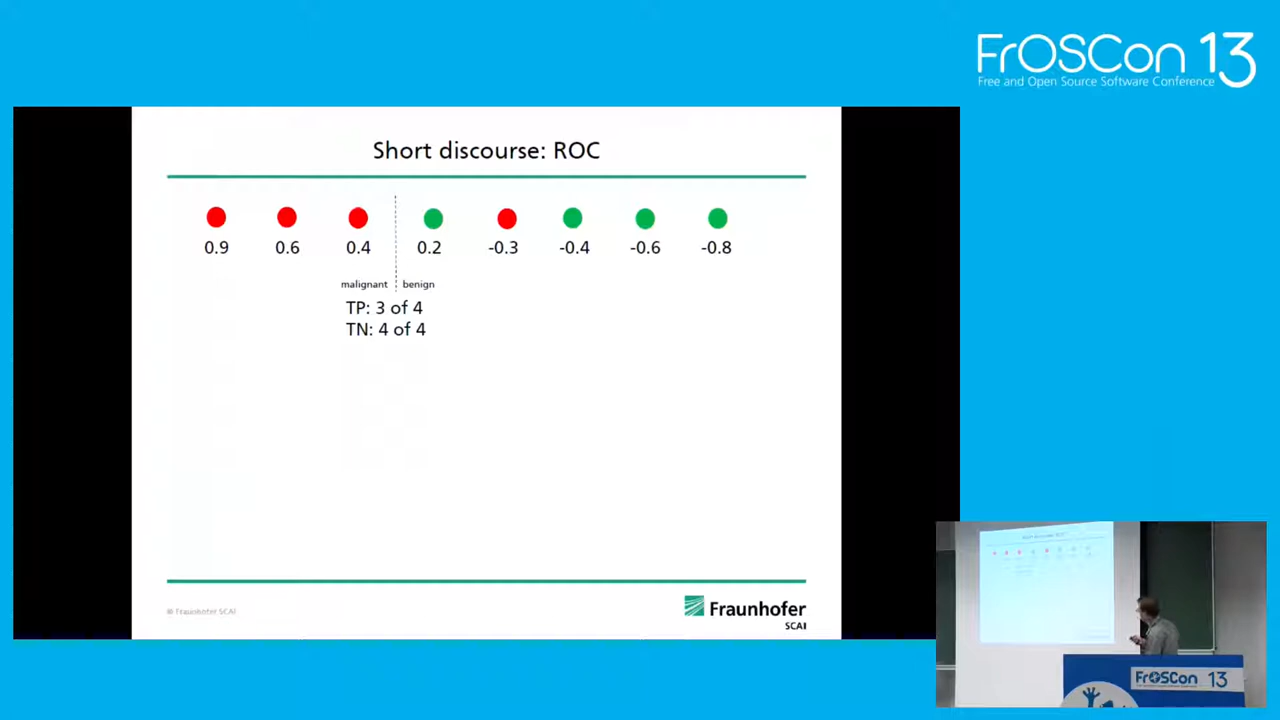 FrOSCon 13
Free and Open Source Software Conference
Short discourse: ROC
0.9 0.6 0.4 0.2 -0.3 -0.4 -0.6 -0.8
malignant benign
TP: 3 of 4
TN: 4 of 4
© Fraunhofer SCAI
Fraunhofer
SCAI
FrOSCon 13